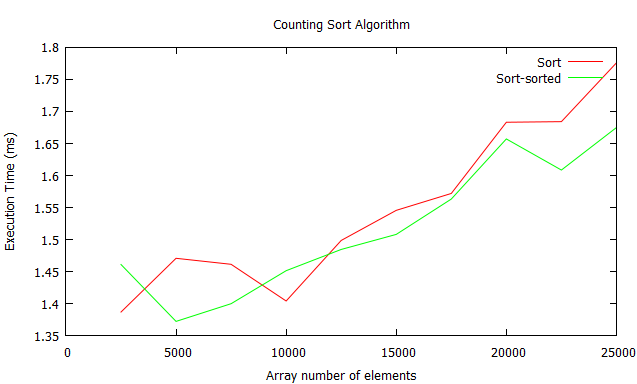 Counting Sort Algorithm
1.8
1.75
1.7
1.65
1.6
1.55
1.5
1.45
1.4
1.35
Execution Time (ms)
Sort
Sort-sorted
0 5000 10000 15000 20000 25000
Array number of elements